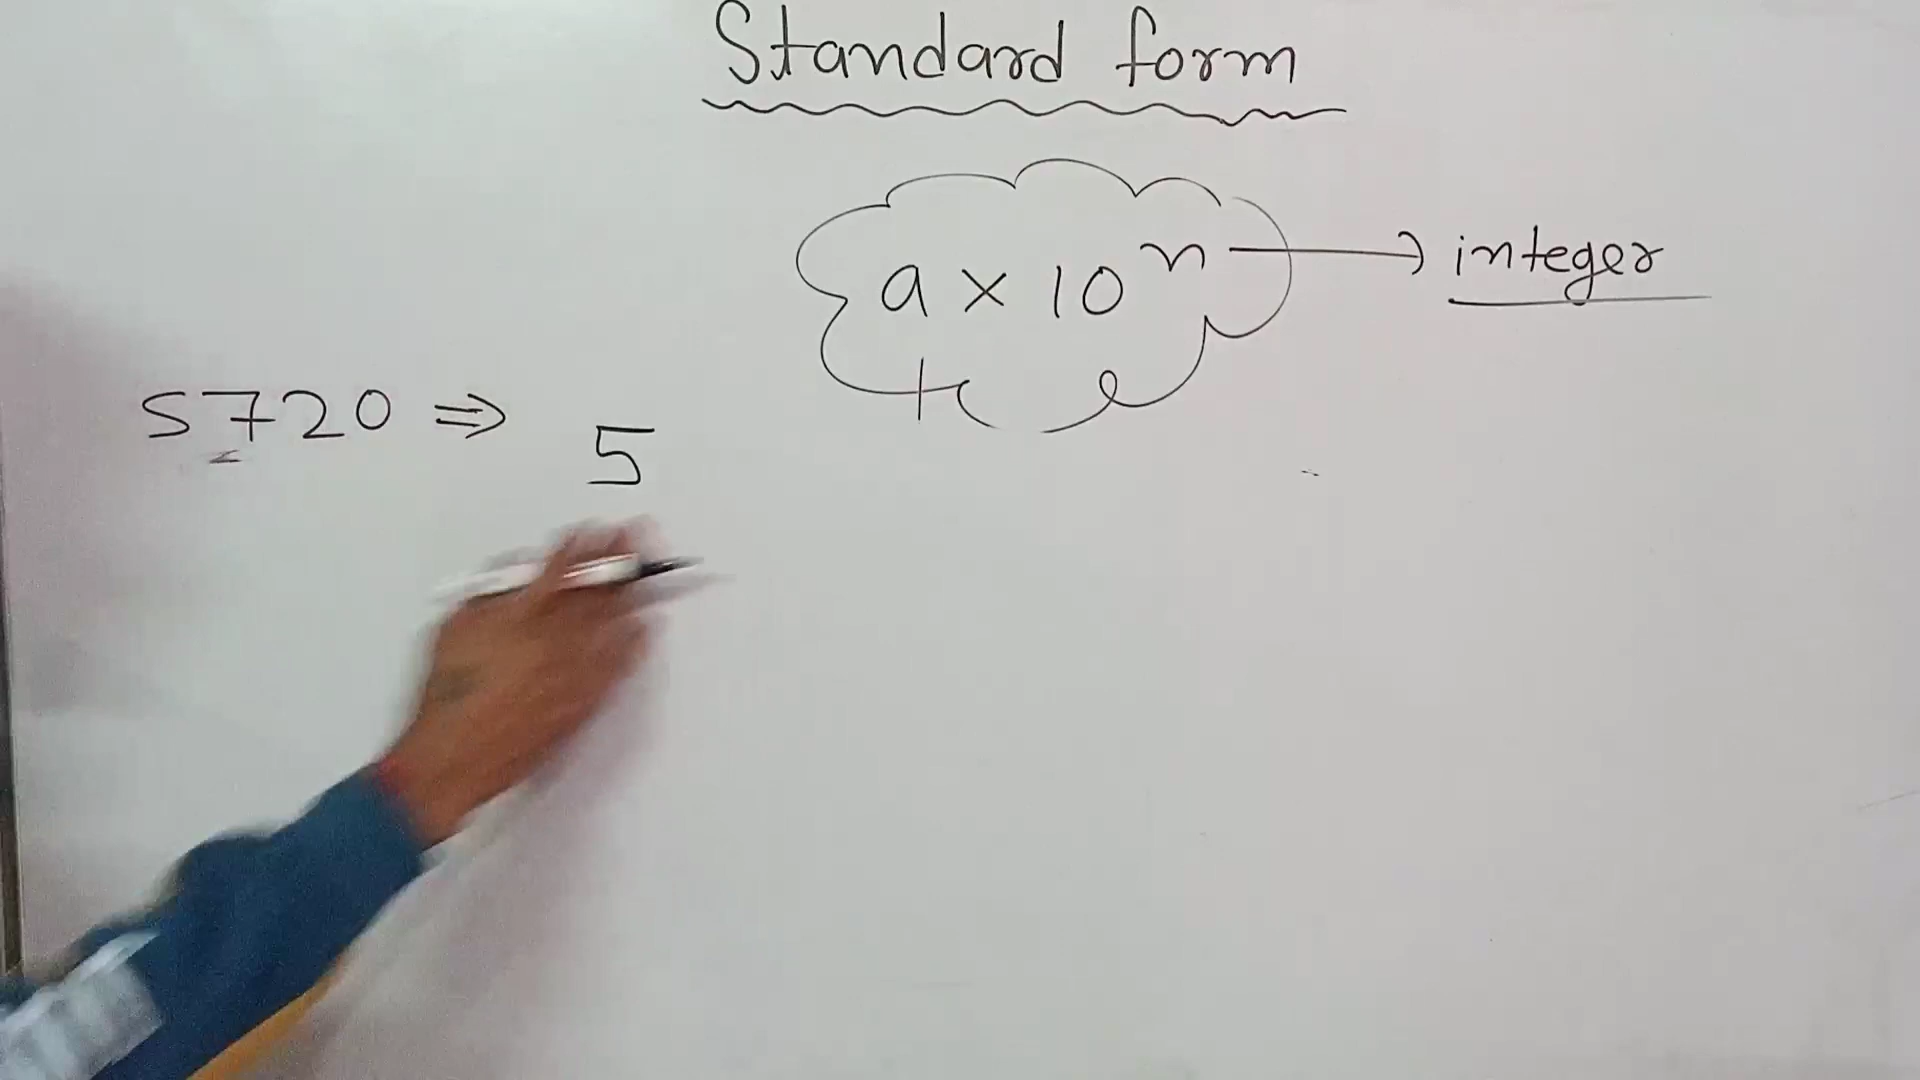 Standard form
a × 10ⁿ → integer
5720 ⇒ 5